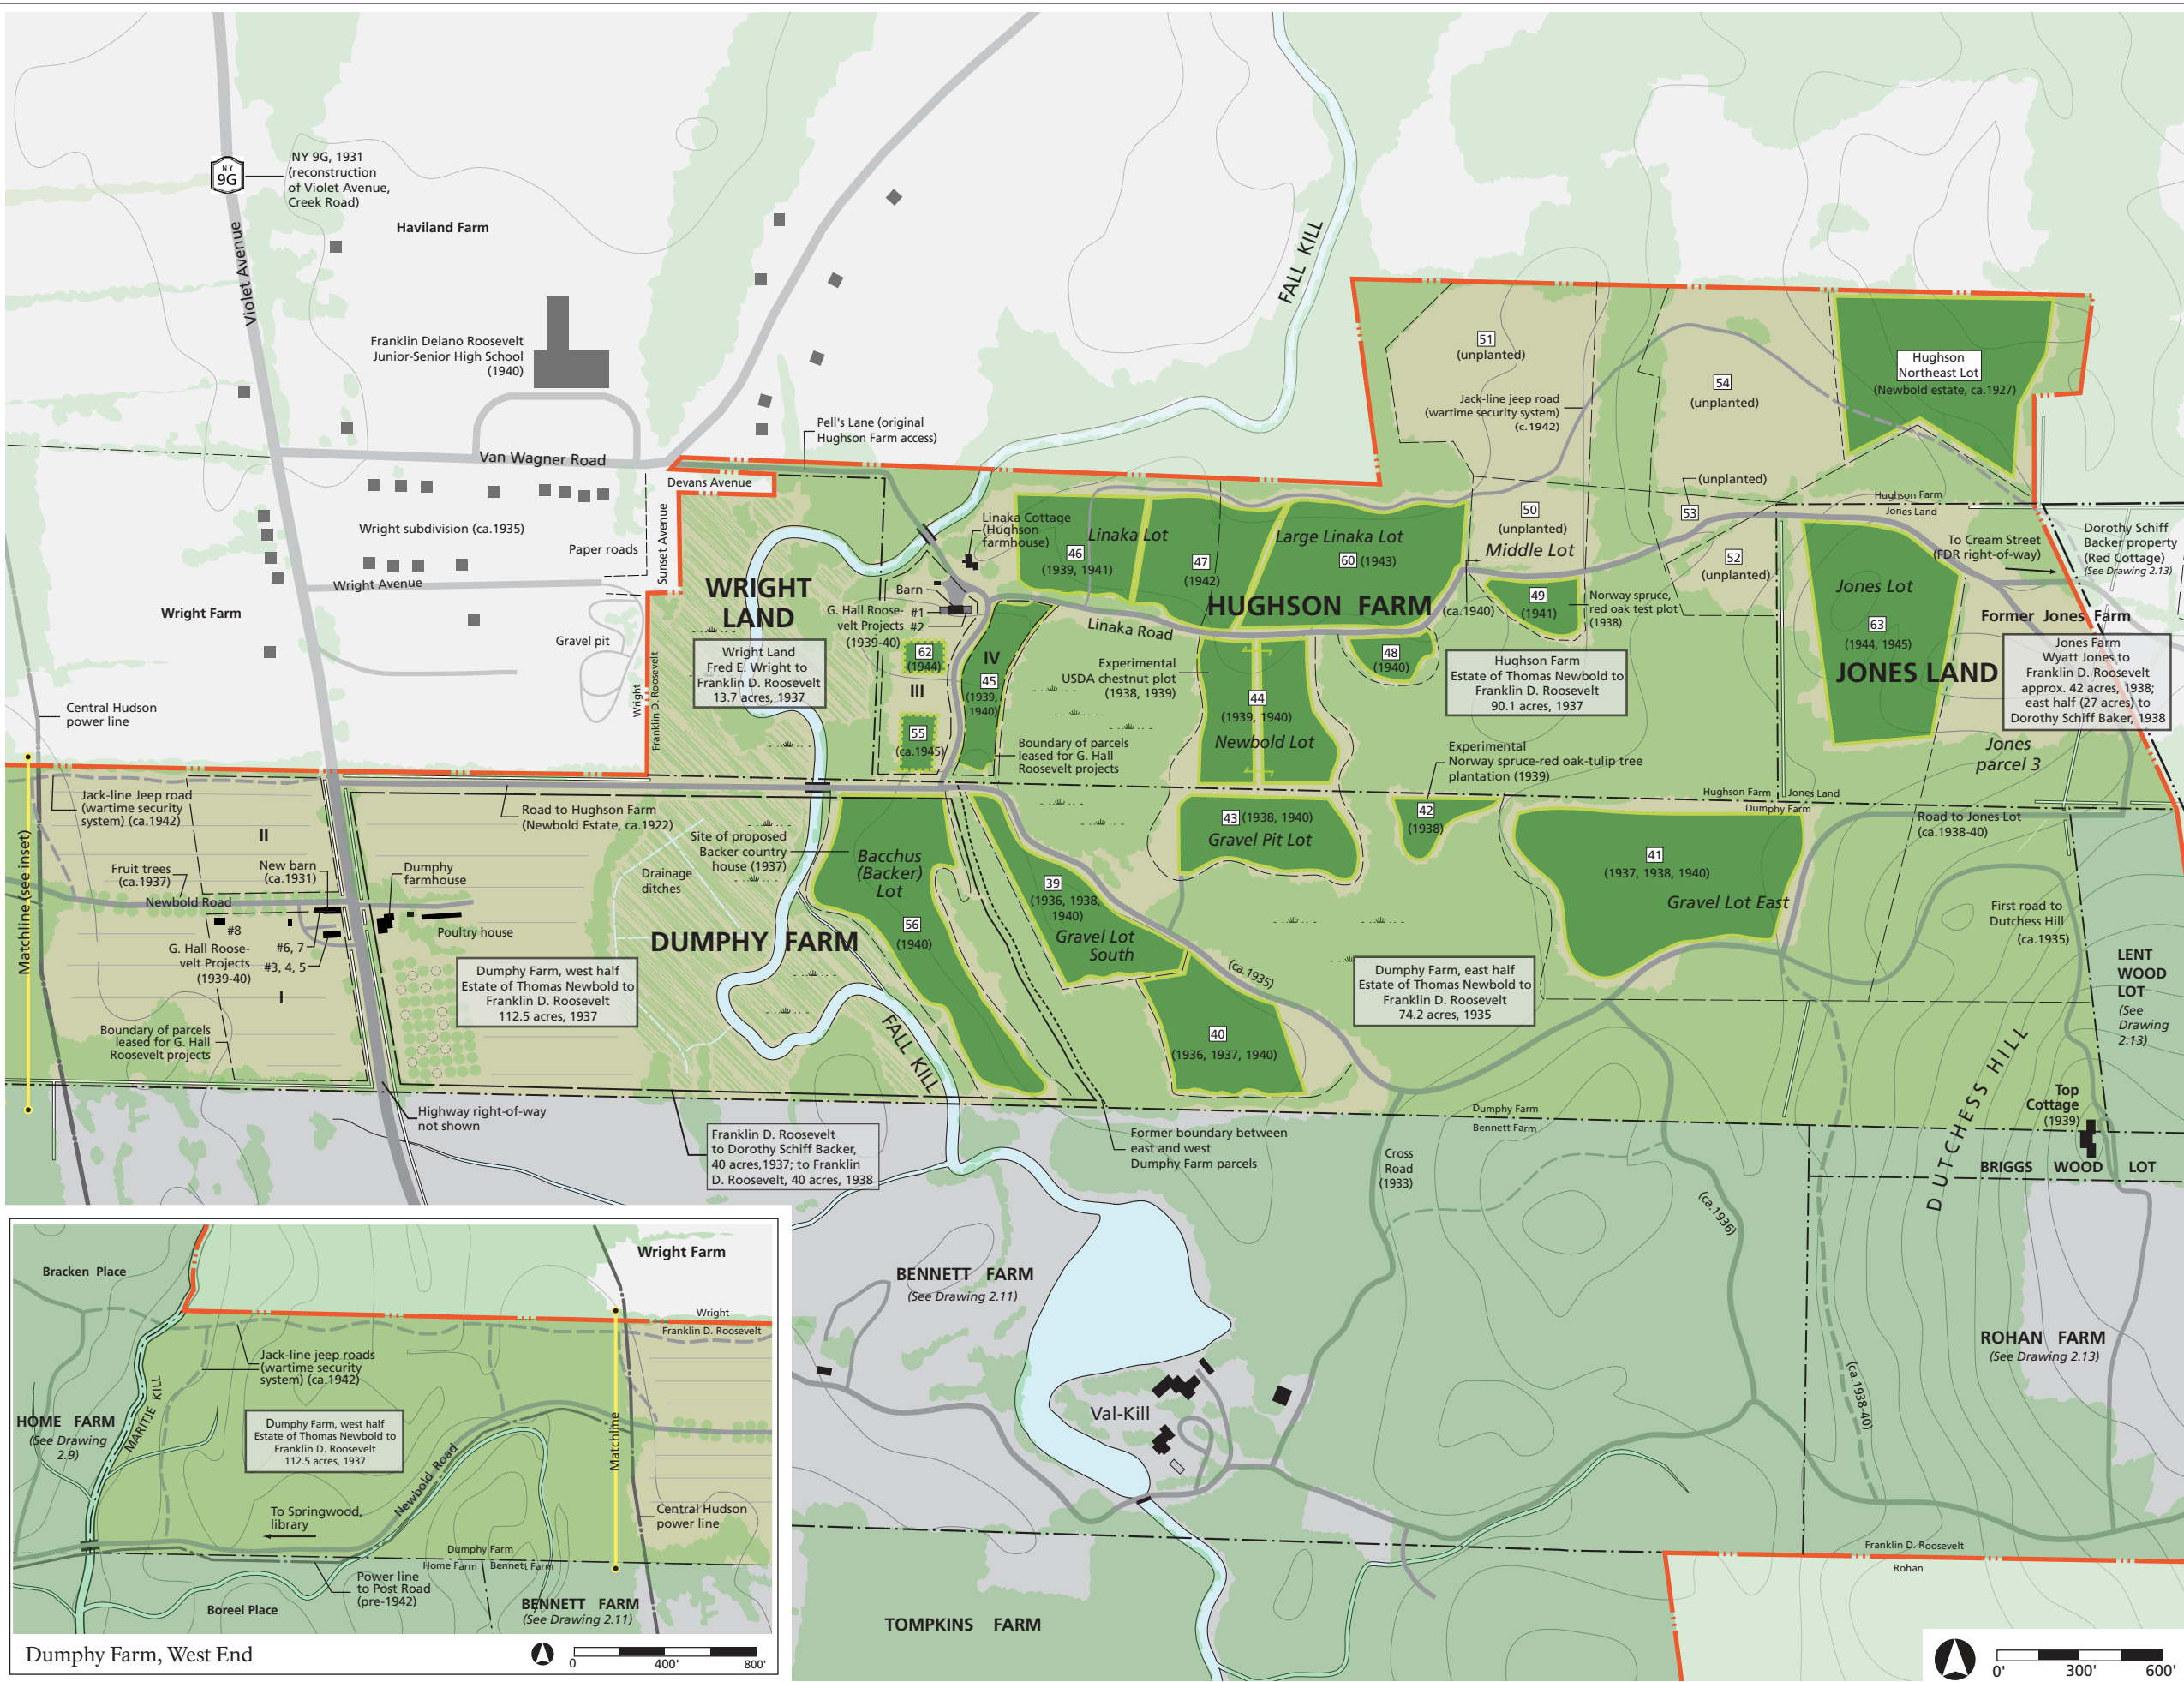 NY
9G
NY 9G, 1931
(reconstruction
of Violet Avenue,
Creek Road)
Violet Avenue
Haviland Farm
Franklin Delano Roosevelt
Junior-Senior High School
(1940)
FALL KILL
Pell's Lane (original
Hughson Farm access)
Van Wagner Road
Devans Avenue
Sunset Avenue
Wright subdivision (ca.1935)
Paper roads
Wright Avenue
Wright Farm
Gravel pit
Wright
Franklin D. Roosevelt
Central Hudson
power line
WRIGHT
LAND
Wright Land
Fred E. Wright to
Franklin D. Roosevelt
13.7 acres, 1937
Linaka Cottage
(Hughson
farmhouse)
Barn
G. Hall Roose-
velt Projects
(1939-40)
#1
#2
62
(1944)
III
55
(ca.1945)
IV
45
(1939,
1940)
46
(1939, 1941)
Linaka Lot
47
(1942)
Large Linaka Lot
60 (1943)
HUGHSON FARM
Linaka Road
Experimental
USDA chestnut plot
(1938, 1939)
44
(1939, 1940)
Newbold Lot
Boundary of parcels
leased for G. Hall
Roosevelt projects
48
(1940)
51
(unplanted)
Jack-line jeep road
(wartime security
system)
(c.1942)
54
(unplanted)
Hughson
Northeast Lot
(Newbold estate, ca.1927)
(unplanted)
53
50
(unplanted)
Middle Lot
52
(unplanted)
(ca.1940)
49
(1941)
Norway spruce,
red oak test plot
(1938)
Hughson Farm
Estate of Thomas Newbold to
Franklin D. Roosevelt
90.1 acres, 1937
Hughson Farm
Jones Land
To Cream Street
(FDR right-of-way)
Dorothy Schiff
Backer property
(Red Cottage)
(See Drawing 2.13)
Jones Lot
63
(1944, 1945)
JONES LAND
Former Jones Farm
Jones Farm
Wyatt Jones to
Franklin D. Roosevelt
approx. 42 acres, 1938;
east half (27 acres) to
Dorothy Schiff Baker, 1938
Jones
parcel 3
Experimental
Norway spruce-red oak-tulip tree
plantation (1939)
Hughson Farm
Jones Land
Dumphy Farm
Road to Jones Lot
(ca.1938-40)
Jack-line Jeep road
(wartime security
system) (ca.1942)
Matchline (see inset)
II
Fruit trees
(ca.1937)
New barn
(ca.1931)
Newbold Road
#8
G. Hall Roose-
velt Projects
(1939-40)
#6, 7
#3, 4, 5
I
Boundary of parcels
leased for G. Hall
Roosevelt projects
Road to Hughson Farm
(Newbold Estate, ca.1922)
Dumphy
farmhouse
Poultry house
Dumphy Farm, west half
Estate of Thomas Newbold to
Franklin D. Roosevelt
112.5 acres, 1937
Drainage
ditches
Site of proposed
Backer country
house (1937)
DUMPHY FARM
Bacchus
(Backer)
Lot
56
(1940)
FALL KILL
39
(1936, 1938,
1940)
Gravel Lot
South
43 (1938, 1940)
Gravel Pit Lot
42
(1938)
41
(1937, 1938, 1940)
Gravel Lot East
(ca.1935)
40
(1936, 1937, 1940)
Dumphy Farm, east half
Estate of Thomas Newbold to
Franklin D. Roosevelt
74.2 acres, 1935
First road to
Dutchess Hill
(ca.1935)
LENT
WOOD
LOT
(See
Drawing
2.13)
DUTCHESS HILL
Top
Cottage
(1939)
BRIGGS WOOD LOT
Highway right-of-way
not shown
Franklin D. Roosevelt
to Dorothy Schiff Backer,
40 acres,1937; to Franklin
D. Roosevelt, 40 acres, 1938
Former boundary between
east and west
Dumphy Farm parcels
Dumphy Farm
Bennett Farm
Cross
Road
(1933)
(ca.1936)
(ca.1938-40)
BENNETT FARM
(See Drawing 2.11)
Val-Kill
ROHAN FARM
(See Drawing 2.13)
Franklin D. Roosevelt
Rohan
TOMPKINS FARM
0'
300'
600'
Bracken Place
Wright Farm
Wright
Franklin D. Roosevelt
Jack-line jeep roads
(wartime security
system) (ca.1942)
MARITJE KILL
HOME FARM
(See Drawing
2.9)
Dumphy Farm, west half
Estate of Thomas Newbold to
Franklin D. Roosevelt
112.5 acres, 1937
Newbold Road
Matchline
To Springwood,
library
Central Hudson
power line
Dumphy Farm
Home Farm
Bennett Farm
Power line
to Post Road
(pre-1942)
Boreel Place
BENNETT FARM
(See Drawing 2.11)
Dumphy Farm, West End
0
400'
800'